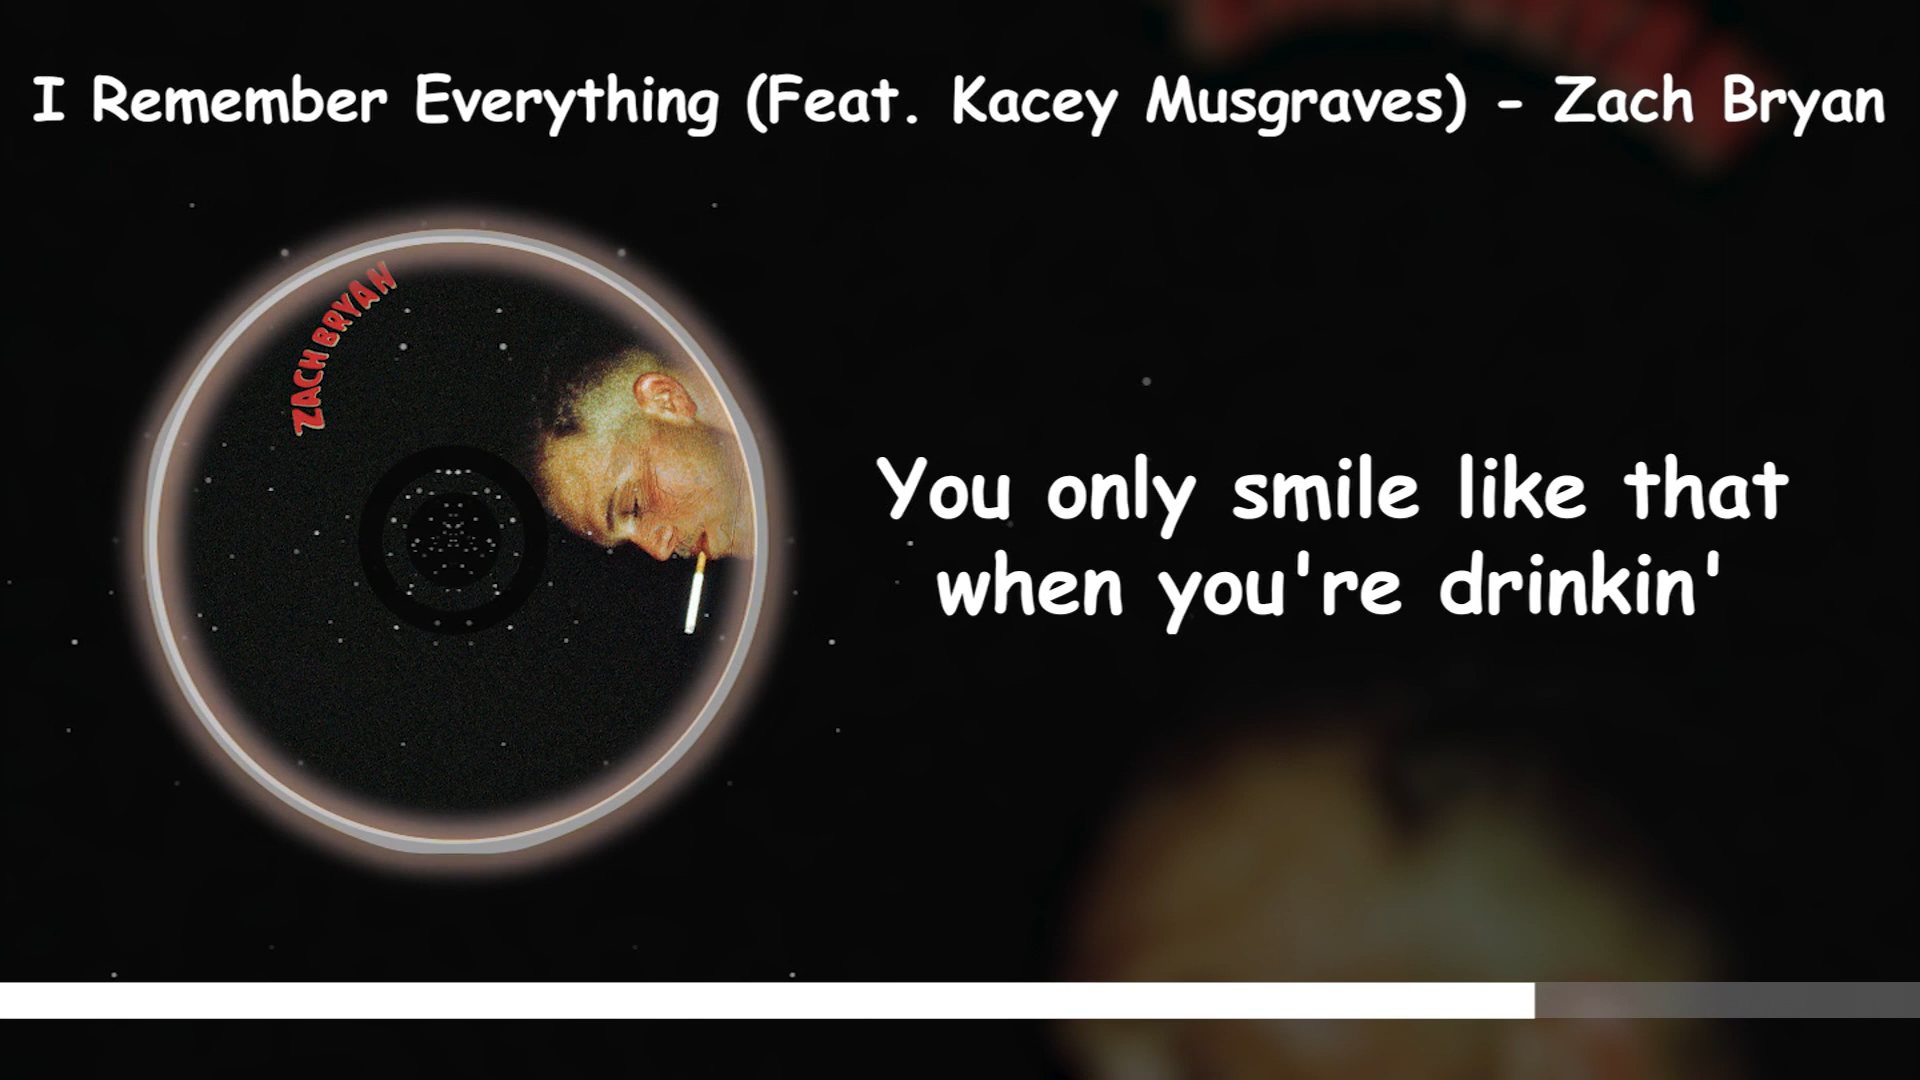 I Remember Everything (Feat. Kacey Musgraves) - Zach Bryan
ZACH BRYAN
You only smile like that
when you're drinkin'